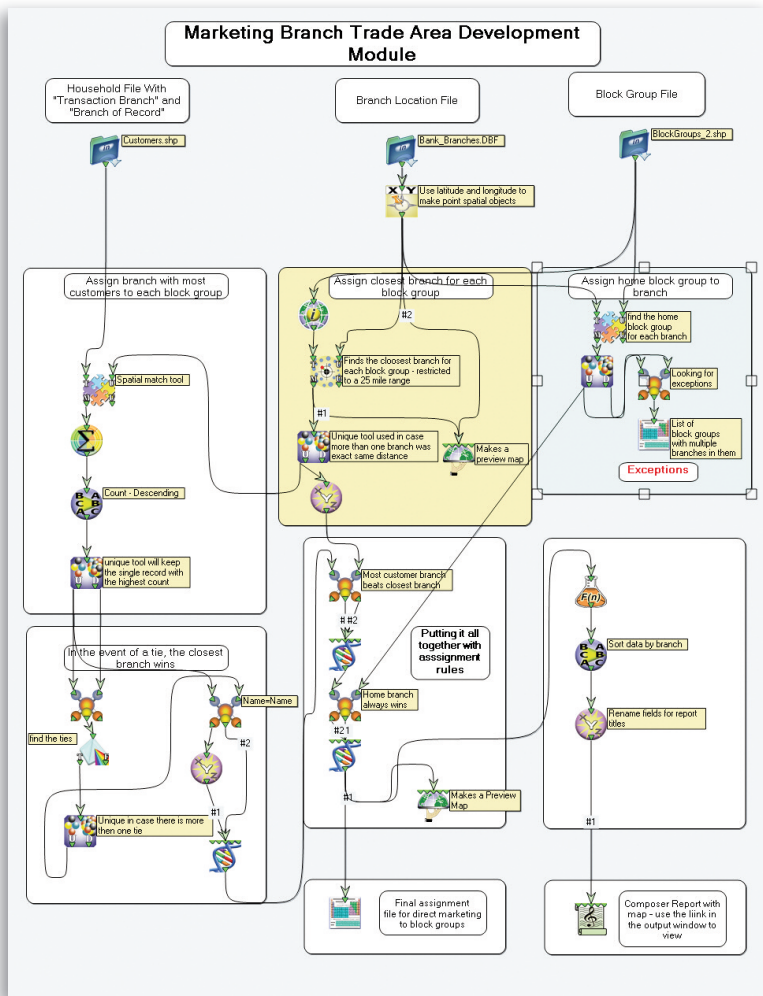 Marketing Branch Trade Area Development
Module
Household File With
"Transaction Branch" and
"Branch of Record"
Branch Location File
Block Group File
Customers.shp
Bank_Branches.DBF
BlockGroups_2.shp
X Y
Use latitude and longitude to
make point spatial objects
Assign branch with most
customers to each block group
Assign closest branch for each
block group
Assign home block group to
branch
#2
find the home
block group
for each branch
Spatial match tool
Finds the cloosest branch for
each block group - restricted
to a 25 mile range
Looking for
exceptions
#1
Unique tool used in case
more than one branch was
exact same distance
Makes a
preview map
List of
block groups
with multiple
branches in them
Exceptions
Σ
Count - Descending
unique tool will keep
the single record with
the highest count
Most customer branch
beats closest branch
# #2
Putting it all
together with
asssignment
rules
Home branch
always wins
#21
#1
Makes a Preview
Map
F(n)
Sort data by branch
Rename fields for report
titles
#1
In the event of a tie, the closest
branch wins
Name=Name
find the ties
#2
#1
Unique in case there is more
then one tie
Final assignment
file for direct marketing
to block groups
Composer Report with
map - use the liink in
the output window to
view